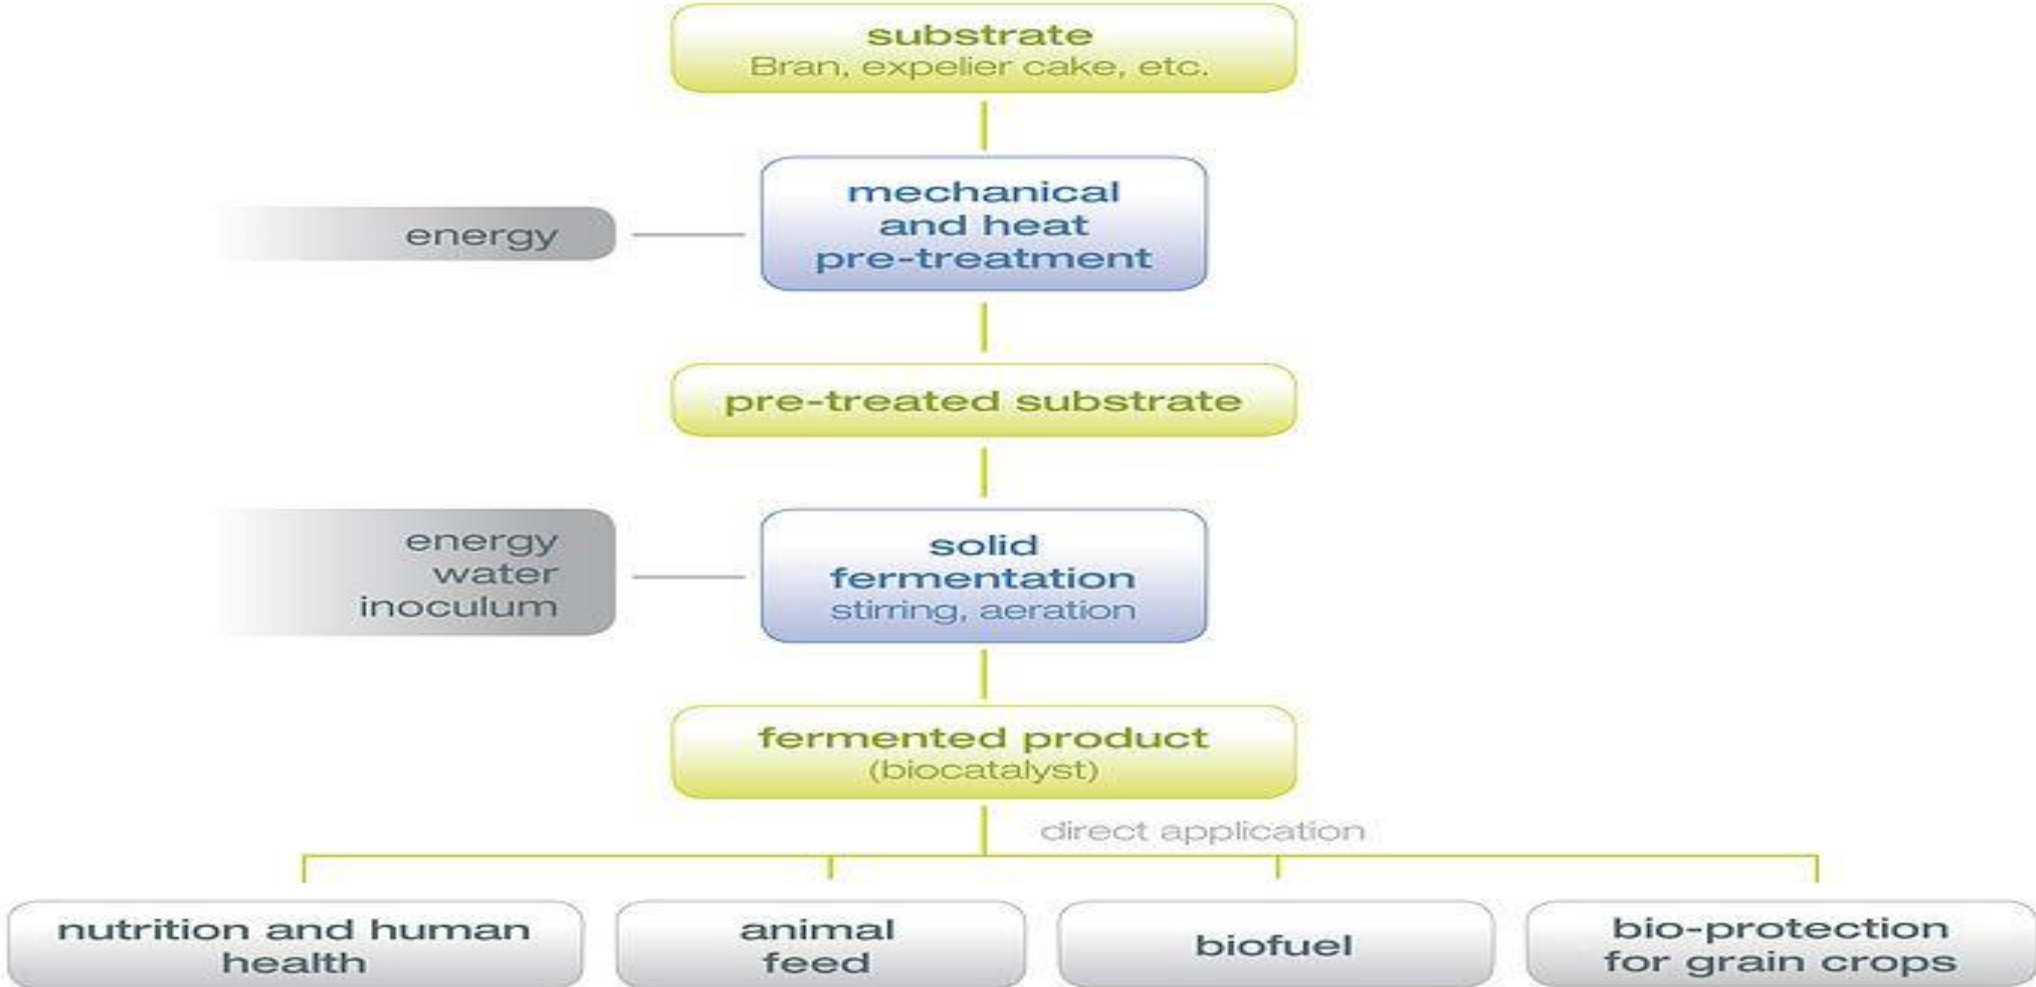 substrate
Bran, expelier cake, etc.
mechanical
and heat
pre-treatment
energy
pre-treated substrate
energy
water
inoculum
solid
fermentation
stirring, aeration
fermented product
(biocatalyst)
direct application
nutrition and human
health
animal
feed
biofuel
bio-protection
for grain crops